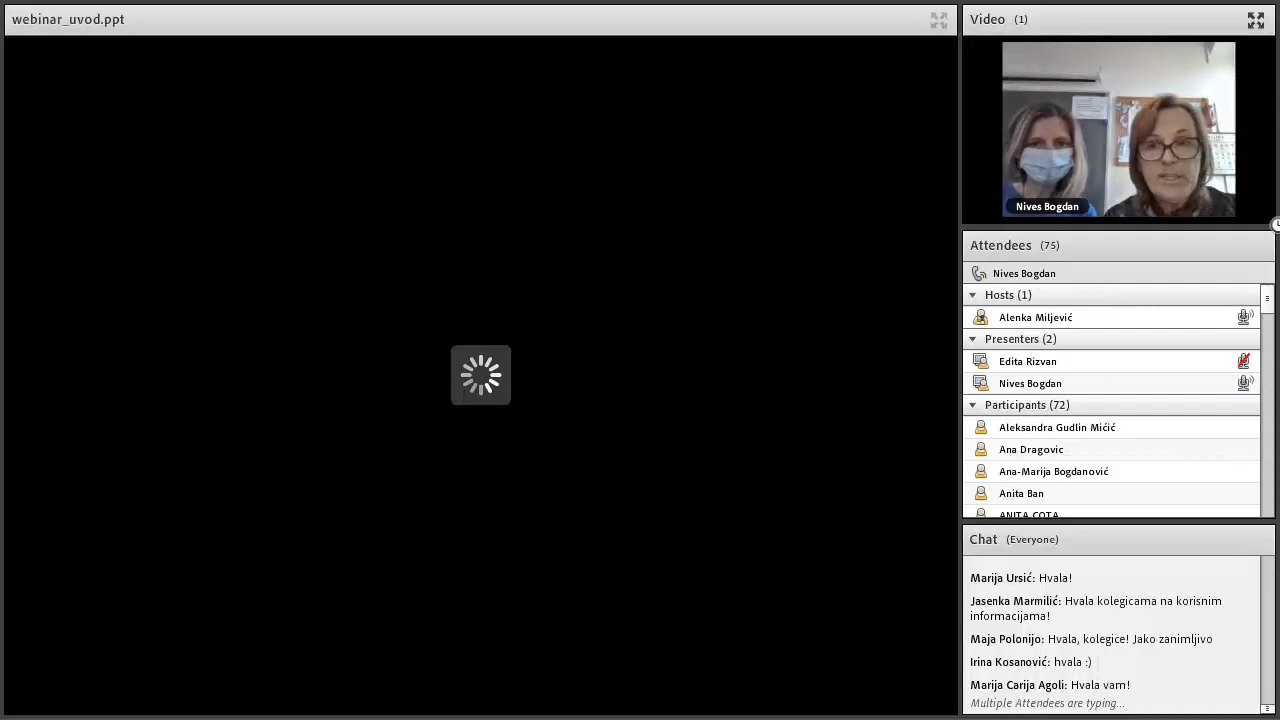 webinar_uvod.ppt
Video (1)
Nives Bogdan
Attendees (75)
Nives Bogdan
Hosts (1)
Alenka Miljević
Presenters (2)
Edita Rizvan
Nives Bogdan
Participants (72)
Aleksandra Gudlin Mićić
Ana Dragovic
Ana-Marija Bogdanović
Anita Ban
ANITA COTA
Chat (Everyone)
Marija Ursić: Hvala!
Jasenka Marmilić: Hvala kolegicama na korisnim
informacijama!
Maja Polonijo: Hvala, kolegice! Jako zanimljivo
Irina Kosanović: hvala :)
Marija Carija Agoli: Hvala vam!
Multiple Attendees are typing...